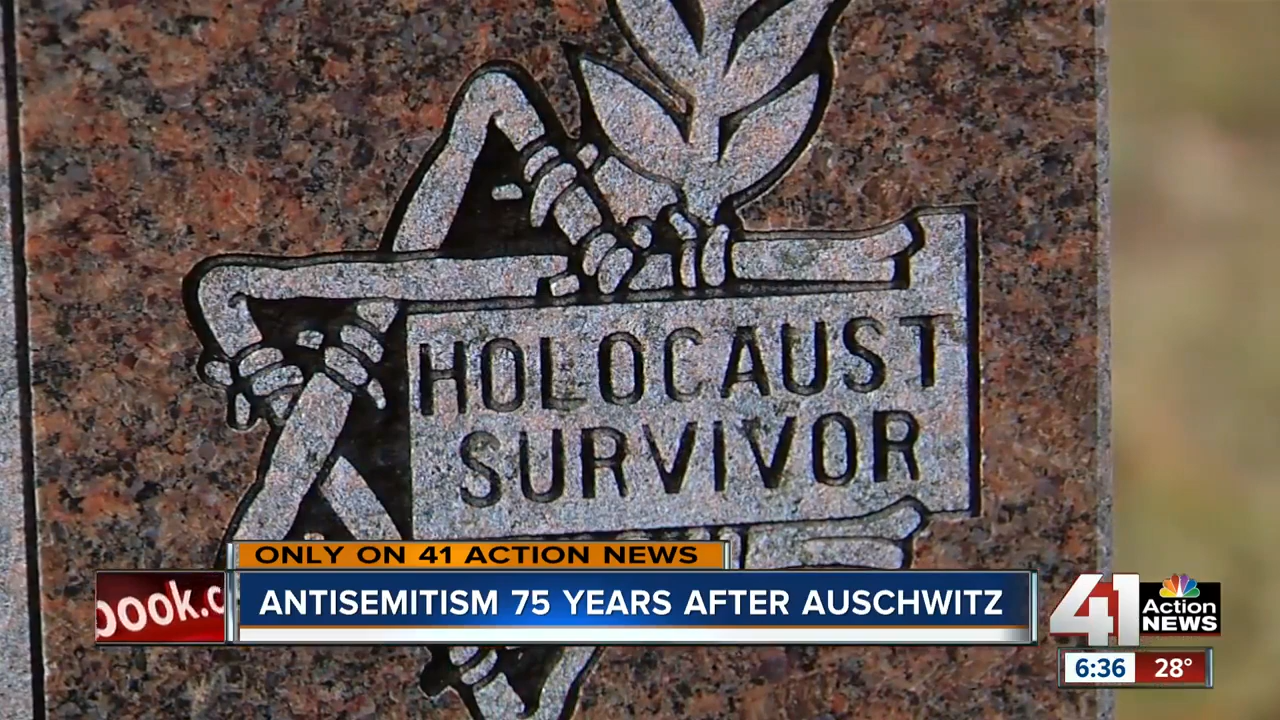 HOLOCAUST
SURVIVOR
ONLY ON 41 ACTION NEWS
ANTISEMITISM 75 YEARS AFTER AUSCHWITZ
41 Action
NEWS
6:36 28°